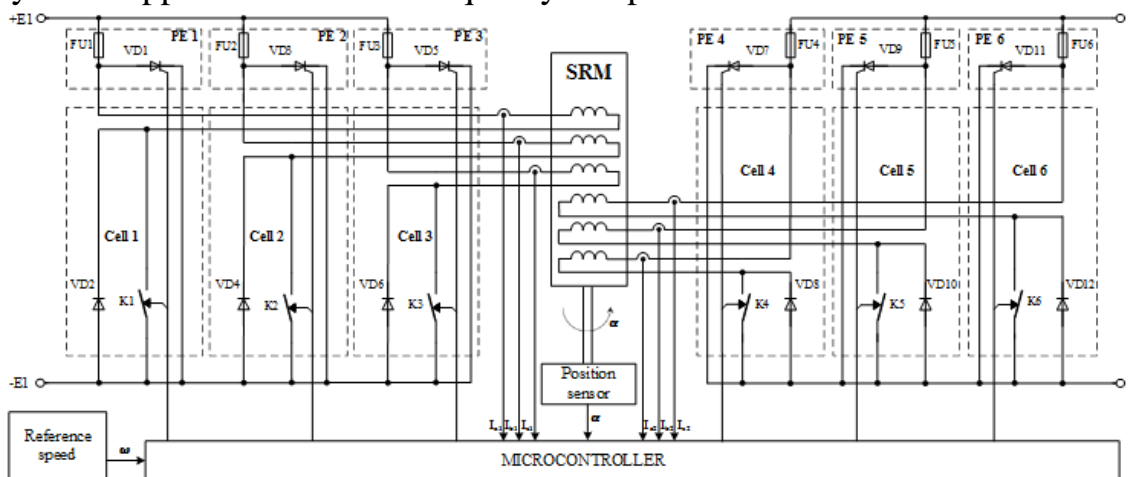 +E1
FU1
VD1
PE 1
FU2
VD3
PE 2
FU3
VD5
PE 3
SRM
PE 4
VD7
FU4
PE 5
VD9
FU5
PE 6
VD11
FU6
Cell 1
Cell 2
Cell 3
Cell 4
Cell 5
Cell 6
VD2
K1
VD4
K2
VD6
K3
K4
VD8
K5
VD10
K6
VD12
α
-E1
Position
sensor
α
Reference
speed
ω
MICROCONTROLLER